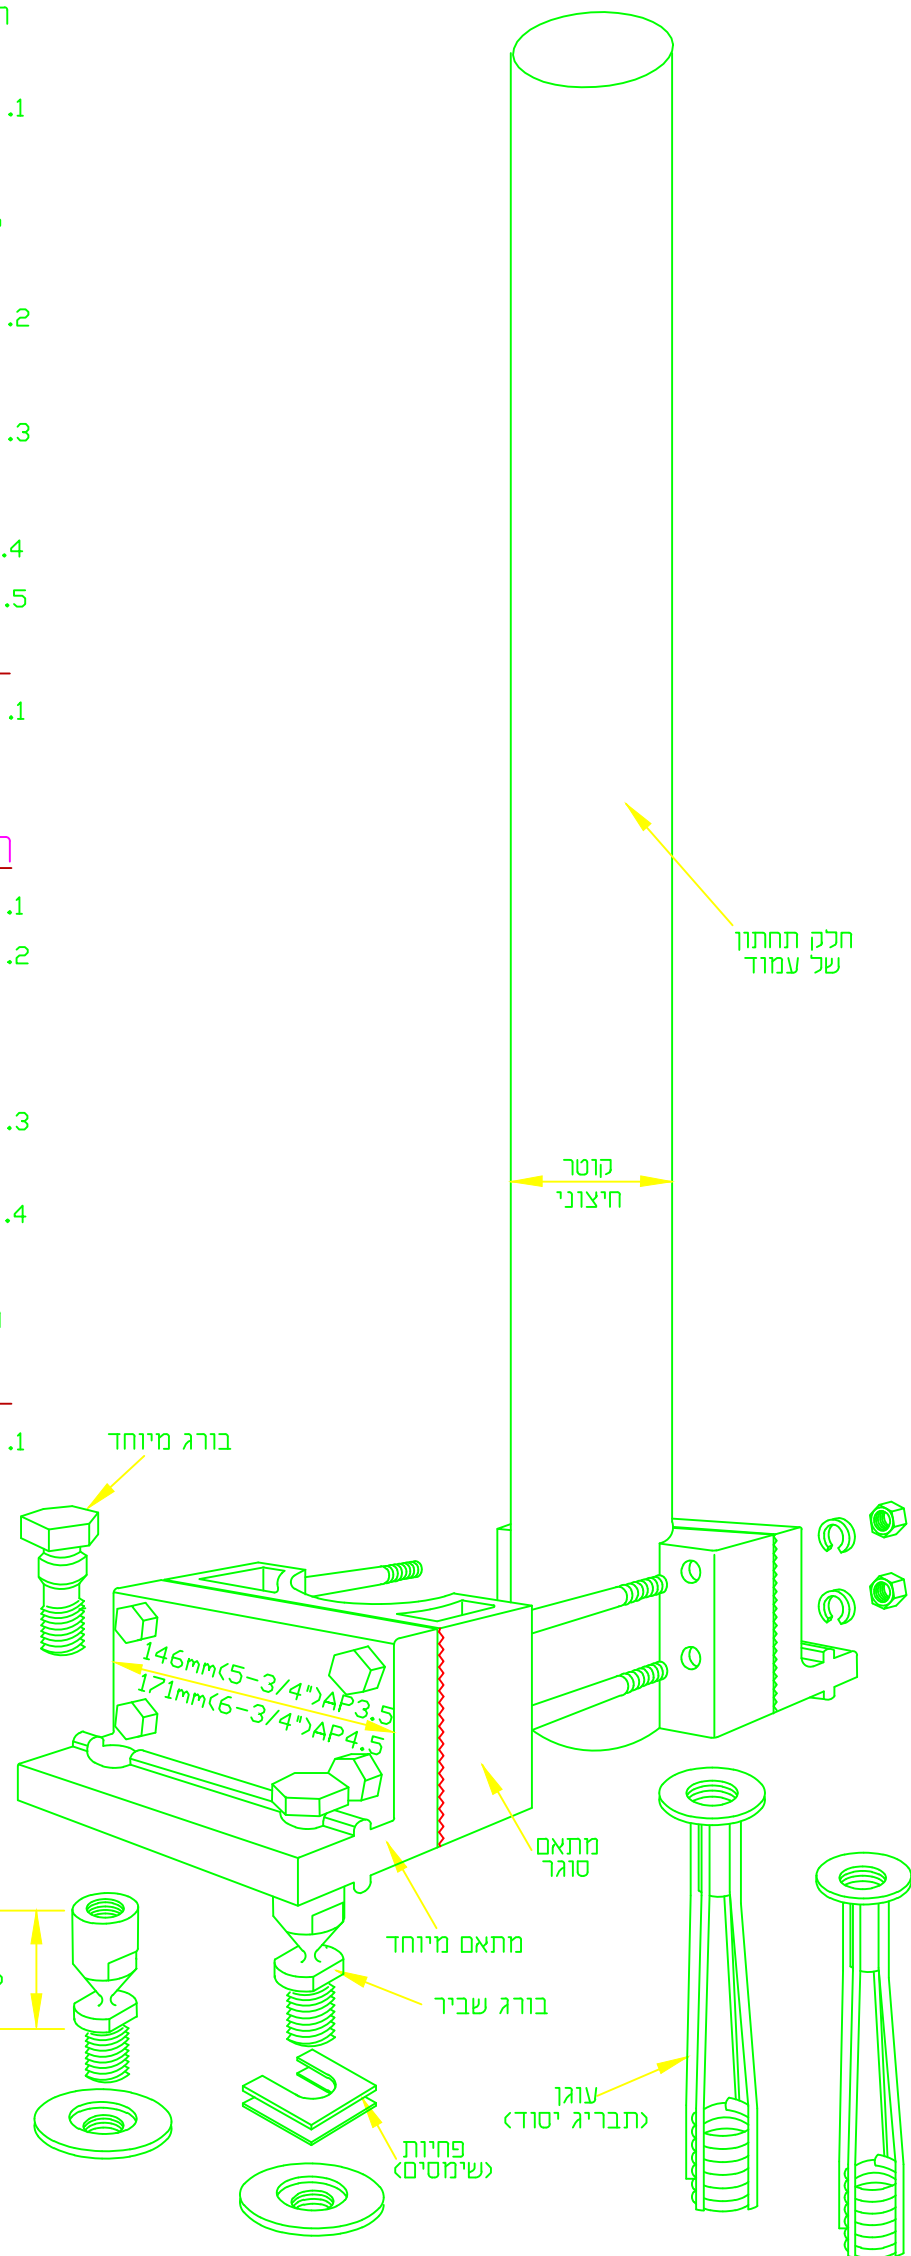 .1
.2
.3
.4
.5
.1
.1
.2
חלק תחתון
של עמוד
.3
קוטר
חיצוני
.4
.1
בורג מיוחד
146mm(5-3/4")AP3.5
171mm(6-3/4")AP4.5
מתאם
סוגר
מתאם מיוחד
בורג שביר
עוגן
(תבריג יסוד)
פחיות
(שימסים)